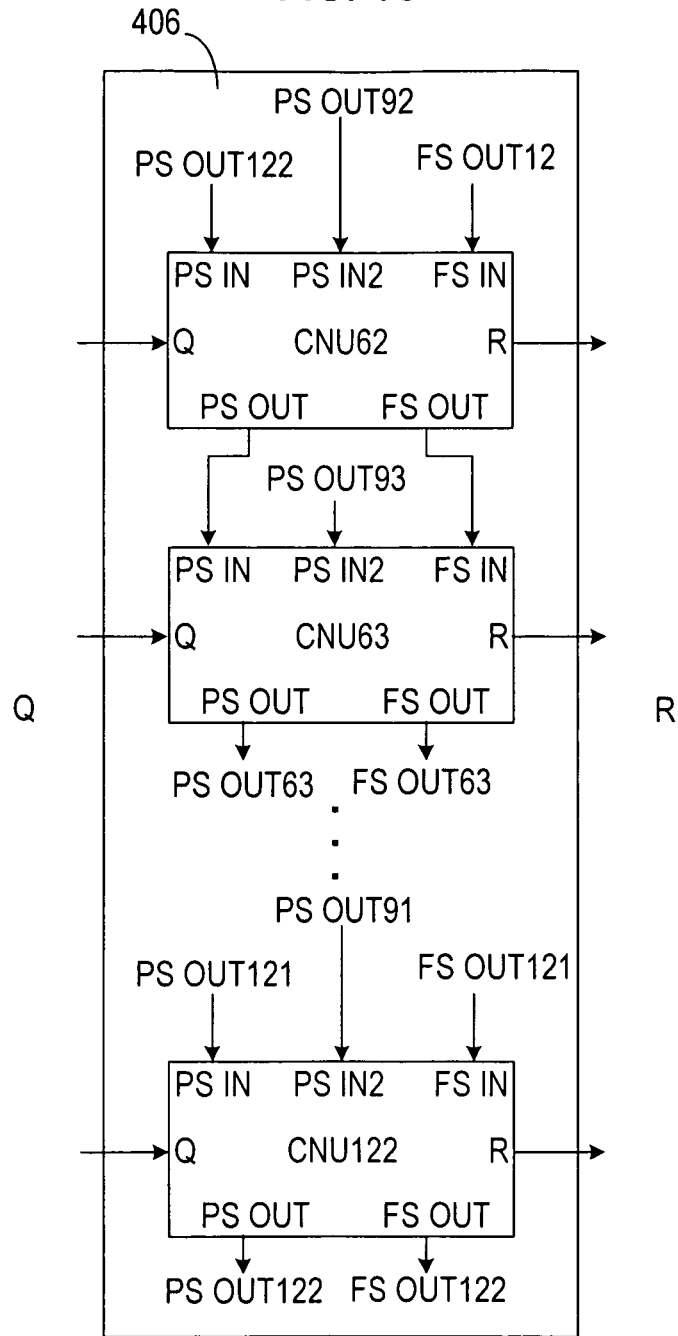 406
PS OUT92
PS OUT122
FS OUT12
PS IN PS IN2 FS IN
Q CNU62 R
PS OUT FS OUT
PS OUT93
PS IN PS IN2 FS IN
Q CNU63 R
PS OUT FS OUT
Q
R
PS OUT63 FS OUT63
PS OUT91
PS OUT121
FS OUT121
PS IN PS IN2 FS IN
Q CNU122 R
PS OUT FS OUT
PS OUT122 FS OUT122